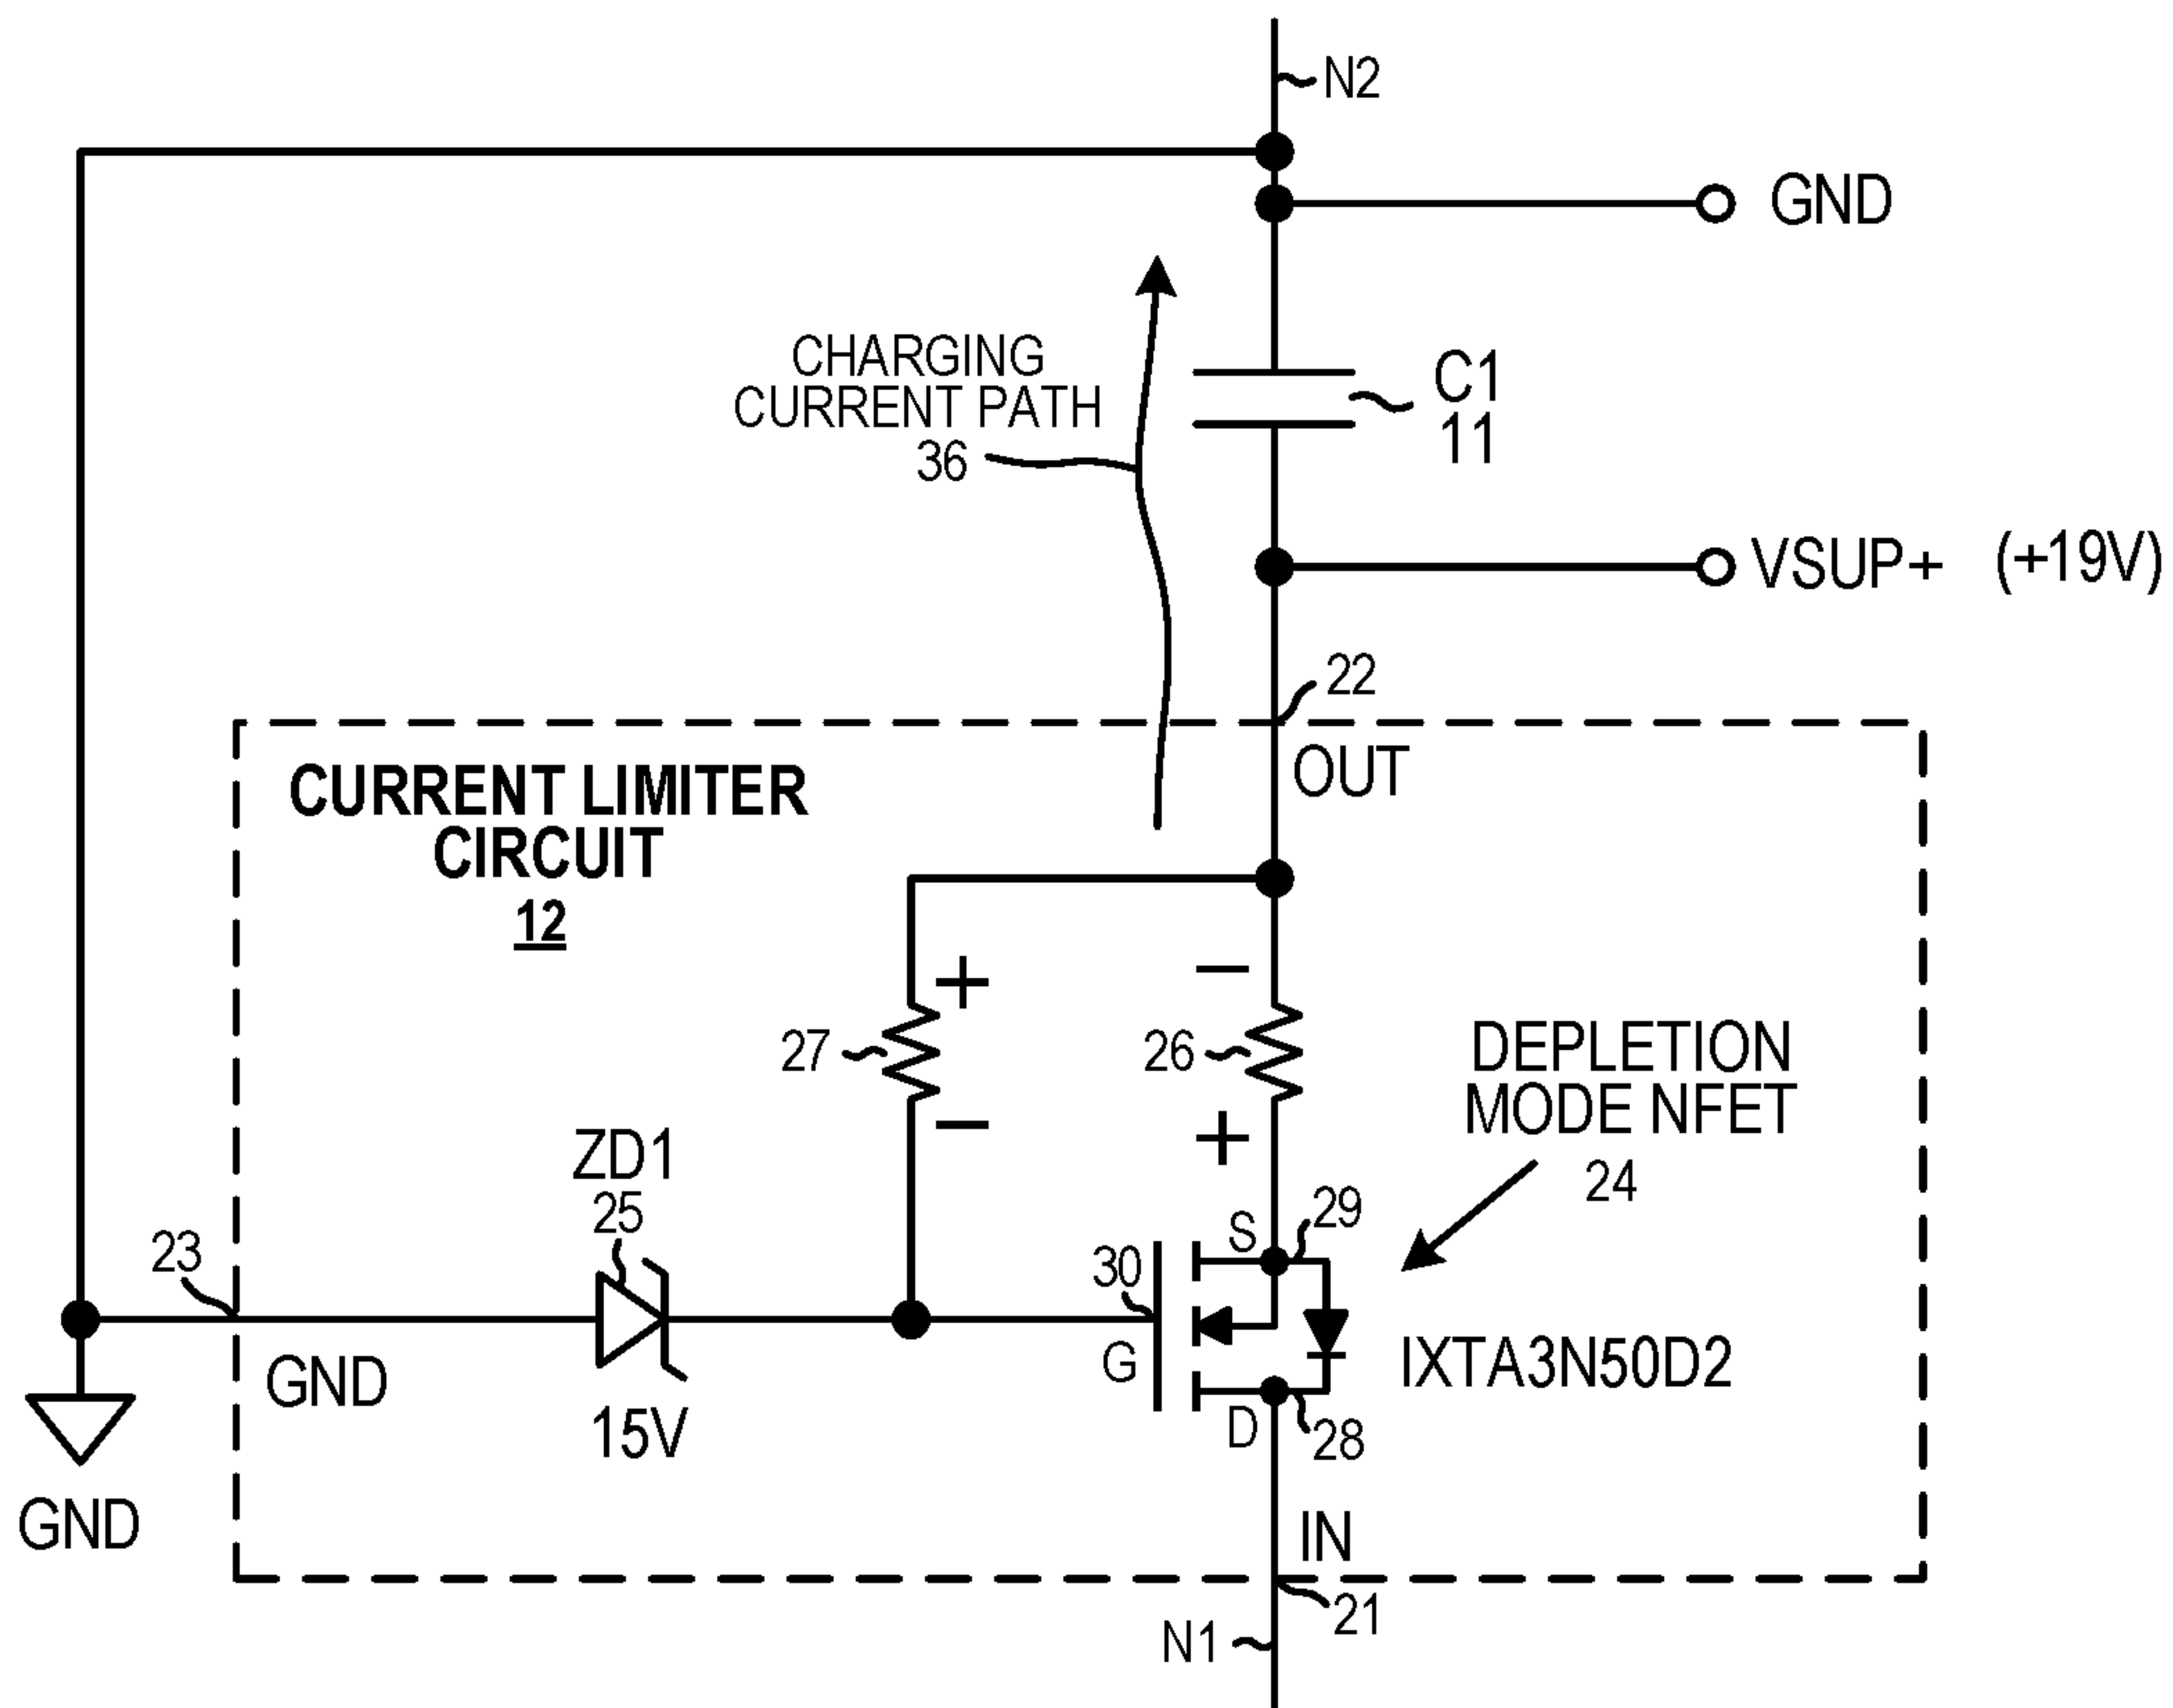 N2
GND
CHARGING
CURRENT PATH
36
C1
11
VSUP+ (+19V)
22
OUT
CURRENT LIMITER
CIRCUIT
12
+
−
27
26
−
+
DEPLETION
MODE NFET
24
ZD1
25
15V
23
GND
GND
30
G
S
29
D
28
IXTA3N50D2
IN
21
N1